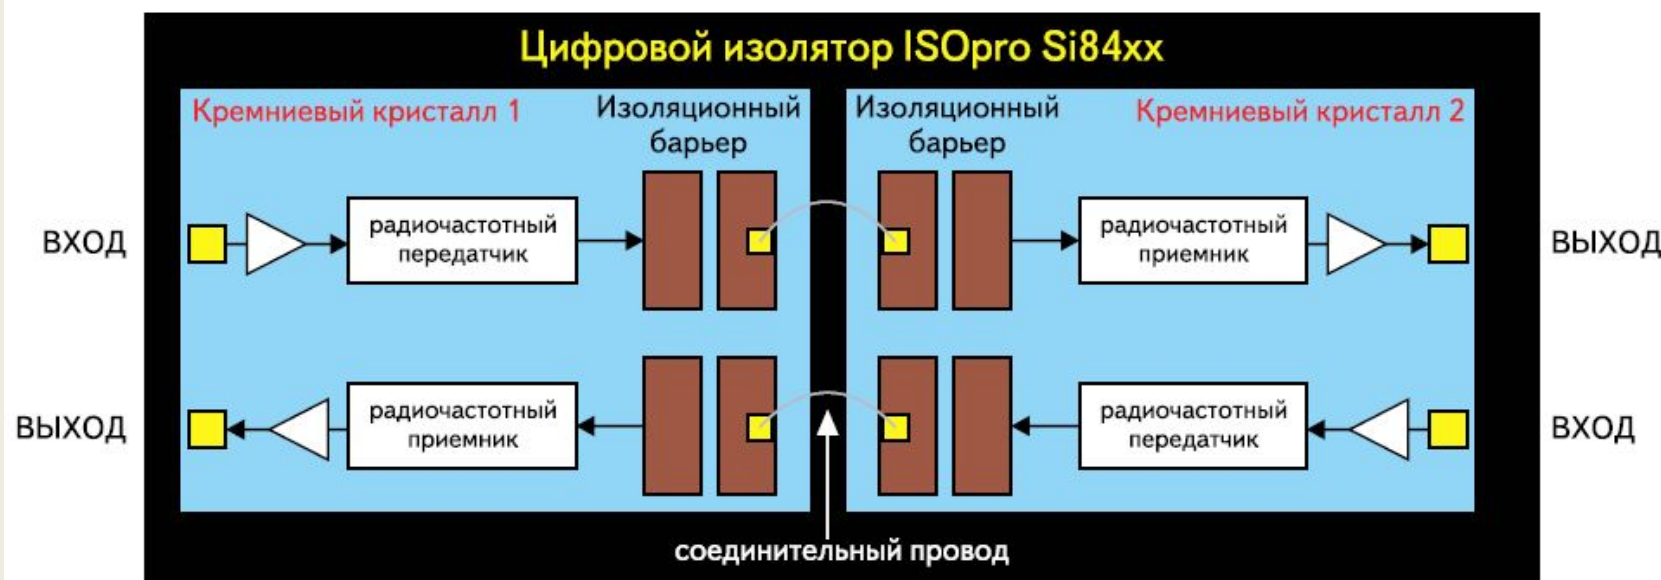 Цифровой изолятор ISOpro Si84xx
Кремниевый кристалл 1
Изоляционный
барьер
Изоляционный
барьер
Кремниевый кристалл 2
ВХОД
радиочастотный
передатчик
радиочастотный
приемник
ВЫХОД
ВЫХОД
радиочастотный
приемник
радиочастотный
передатчик
ВХОД
соединительный провод